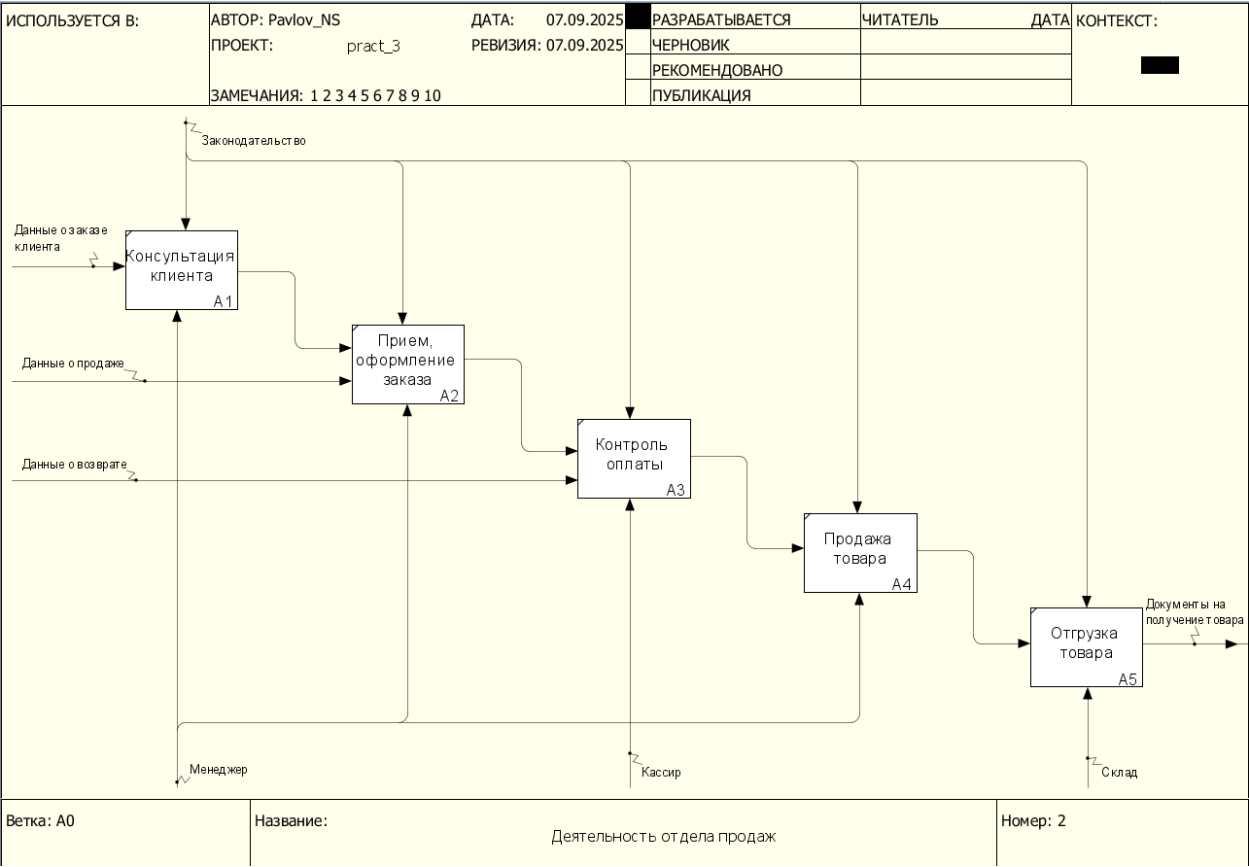 ИСПОЛЬЗУЕТСЯ В:
АВТОР: Pavlov_NS
ДАТА: 07.09.2025
ПРОЕКТ: pract_3
РЕВИЗИЯ: 07.09.2025
ЗАМЕЧАНИЯ: 1 2 3 4 5 6 7 8 9 10
РАЗРАБАТЫВАЕТСЯ
ЧЕРНОВИК
РЕКОМЕНДОВАНО
ПУБЛИКАЦИЯ
ЧИТАТЕЛЬ
ДАТА
КОНТЕКСТ:
Законодательство
Данные о заказе
клиента
Консультация
клиента
A1
Данные о продаже
Прием,
оформление
заказа
A2
Данные о возврате
Контроль
оплаты
A3
Продажа
товара
A4
Отгрузка
товара
A5
Документы на
получение товара
Менеджер
Кассир
Склад
Ветка: A0
Название:
Деятельность отдела продаж
Номер: 2